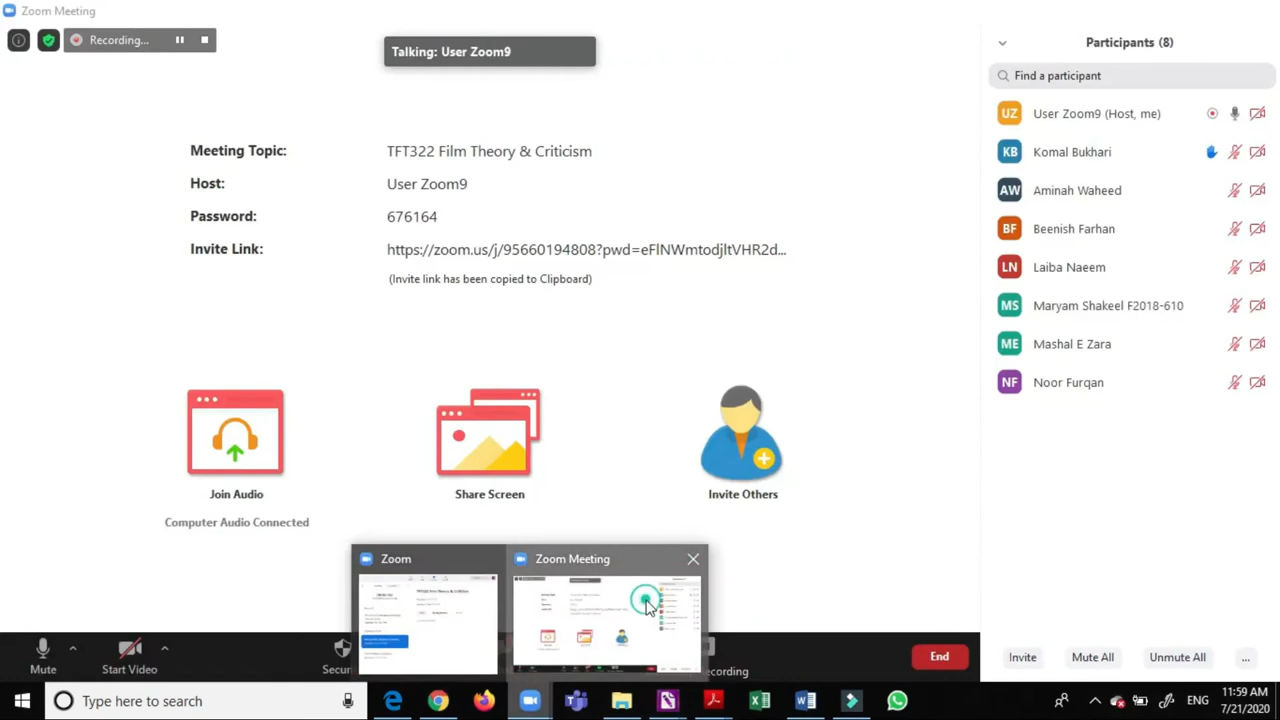 Zoom Meeting
Recording...
Talking: User Zoom9
Participants (8)
Find a participant
UZ User Zoom9 (Host, me)
KB Komal Bukhari
AW Aminah Waheed
BF Beenish Farhan
LN Laiba Naeem
MS Maryam Shakeel F2018-610
ME Mashal E Zara
NF Noor Furqan
Meeting Topic: TFT322 Film Theory & Criticism
Host: User Zoom9
Password: 676164
Invite Link: https://zoom.us/j/95660194808?pwd=eFlNWmtodjltVHR2d...
(Invite link has been copied to Clipboard)
Join Audio
Share Screen
Invite Others
Computer Audio Connected
Zoom
Zoom Meeting
Mute
Start Video
Securi
ecording
End
Invite
Mute All
Unmute All
...
Type here to search
ENG
11:59 AM
7/21/2020